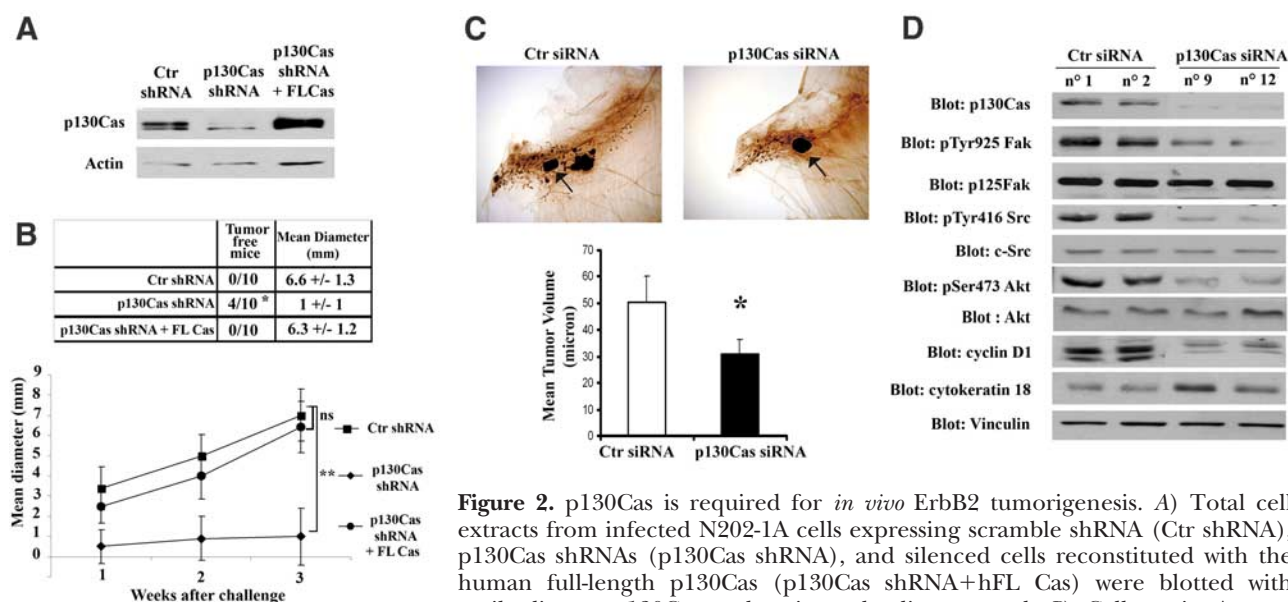 A
Ctr
shRNA
p130Cas
shRNA
p130Cas
shRNA
+ FLCas
p130Cas
Actin
B
Tumor
free
mice
Mean Diameter
(mm)
Ctr shRNA
0/10
6.6 +/- 1.3
p130Cas shRNA
4/10 *
1 +/- 1
p130Cas shRNA + FL Cas
0/10
6.3 +/- 1.2
Mean diameter (mm)
9
8
7
6
5
4
3
2
1
0
1
2
3
Weeks after challenge
ns
**
Ctr shRNA
p130Cas
shRNA
p130Cas
shRNA
+ FL Cas
C
Ctr siRNA
p130Cas siRNA
Mean Tumor Volume
(micron)
70
60
50
40
30
20
10
0
*
Ctr siRNA
p130Cas siRNA
D
Ctr siRNA
p130Cas siRNA
n° 1
n° 2
n° 9
n° 12
Blot: p130Cas
Blot: pTyr925 Fak
Blot: p125Fak
Blot: pTyr416 Src
Blot: c-Src
Blot: pSer473 Akt
Blot : Akt
Blot: cyclin D1
Blot: cytokeratin 18
Blot: Vinculin
Figure 2. p130Cas is required for in vivo ErbB2 tumorigenesis. A) Total cell
extracts from infected N202-1A cells expressing scramble shRNA (Ctr shRNA)
p130Cas shRNAs (p130Cas shRNA), and silenced cells reconstituted with the
human full-length p130Cas (p130Cas shRNA+hFL Cas) were blotted with